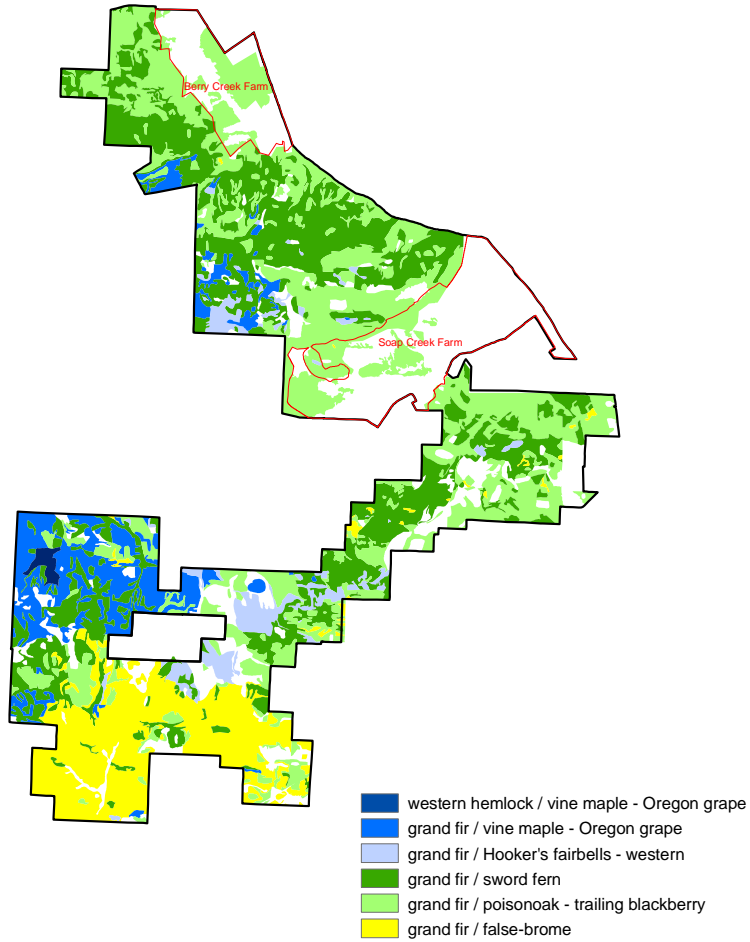 Berry Creek Farm
Soap Creek Farm
western hemlock / vine maple - Oregon grape
grand fir / vine maple - Oregon grape
grand fir / Hooker's fairbells - western
grand fir / sword fern
grand fir / poisonoak - trailing blackberry
grand fir / false-brome